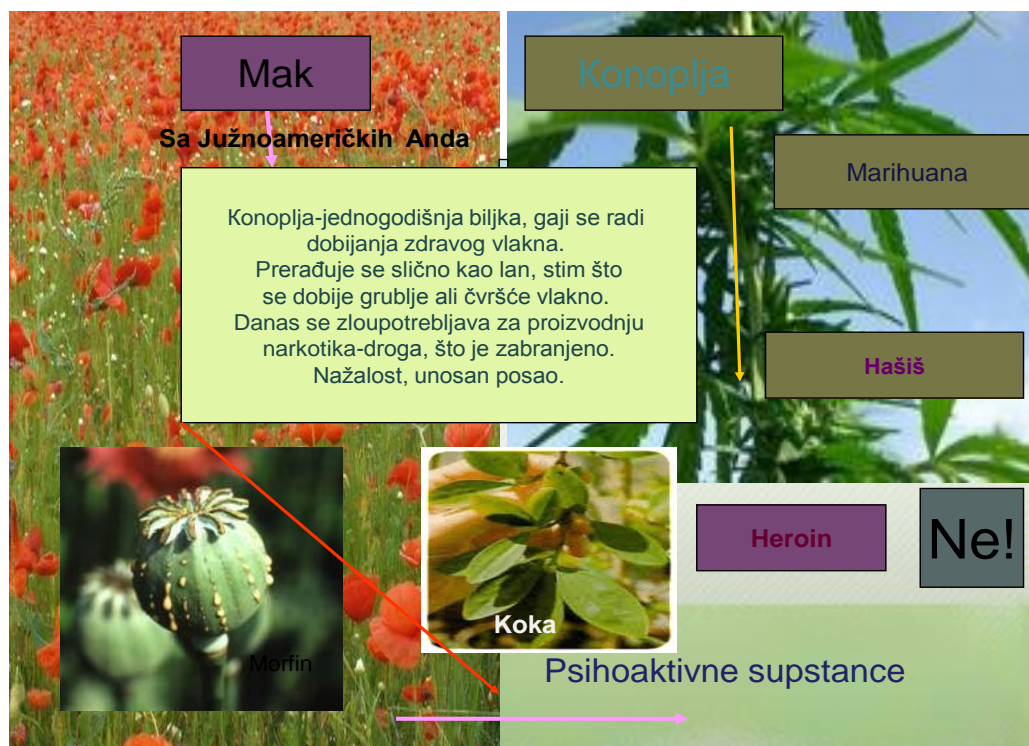 Mak
Konoplja
Sa Južnoameričkih Anda
Marihuana
Konoplja-jednogodišnja biljka, gaji se radi
dobijanja zdravog vlakna.
Prerađuje se slično kao lan, stim što
se dobije grublje ali čvršće vlakno.
Danas se zloupotrebljava za proizvodnju
narkotika-droga, što je zabranjeno.
Nažalost, unosan posao.
Hašiš
Heroin
Ne!
Koka
Morfin
Psihoaktivne supstance